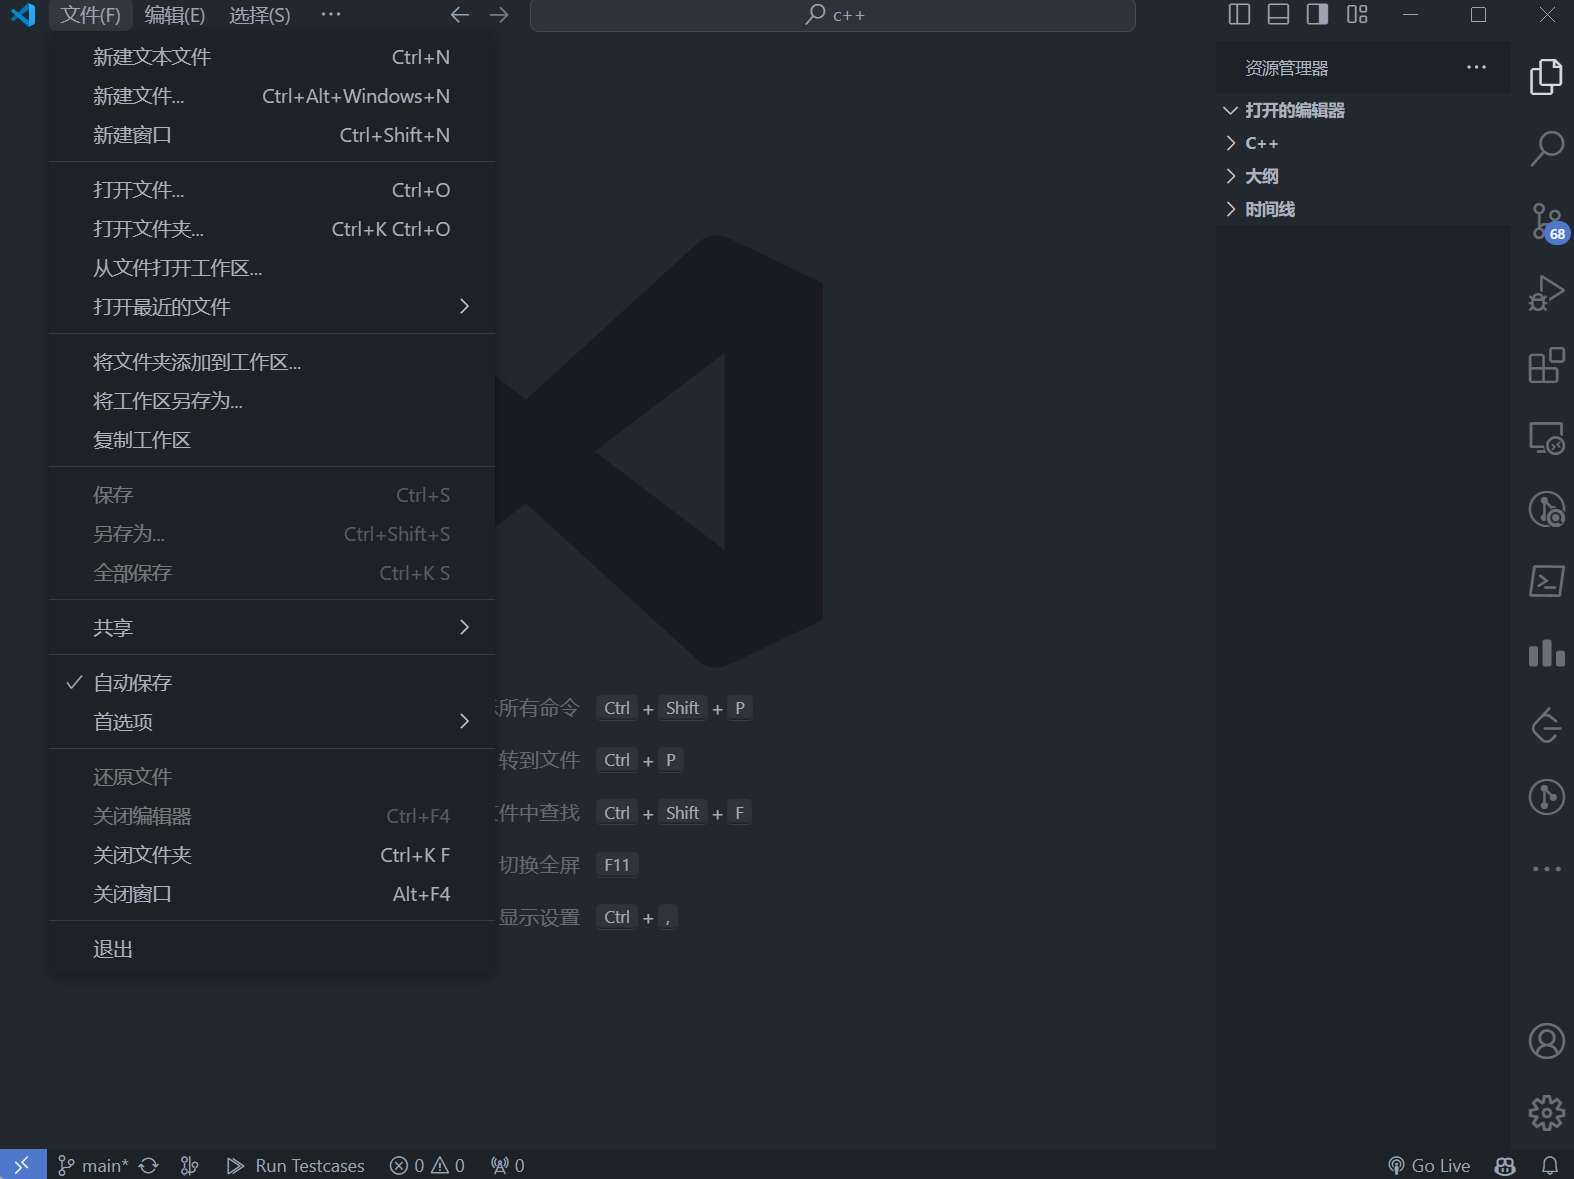 文件(F) 编辑(E) 选择(S) ··· c++
新建文本文件 Ctrl+N
新建文件... Ctrl+Alt+Windows+N
新建窗口 Ctrl+Shift+N
打开文件... Ctrl+O
打开文件夹... Ctrl+K Ctrl+O
从文件打开工作区...
打开最近的文件
将文件夹添加到工作区...
将工作区另存为...
复制工作区
保存 Ctrl+S
另存为... Ctrl+Shift+S
全部保存 Ctrl+K S
共享
自动保存
首选项
还原文件
关闭编辑器 Ctrl+F4
关闭文件夹 Ctrl+K F
关闭窗口 Alt+F4
退出
所有命令 Ctrl + Shift + P
转到文件 Ctrl + P
件中查找 Ctrl + Shift + F
切换全屏 F11
显示设置 Ctrl + ,
资源管理器 ···
打开的编辑器
C++
大纲
时间线
68
main* Run Testcases 0 0 0 Go Live